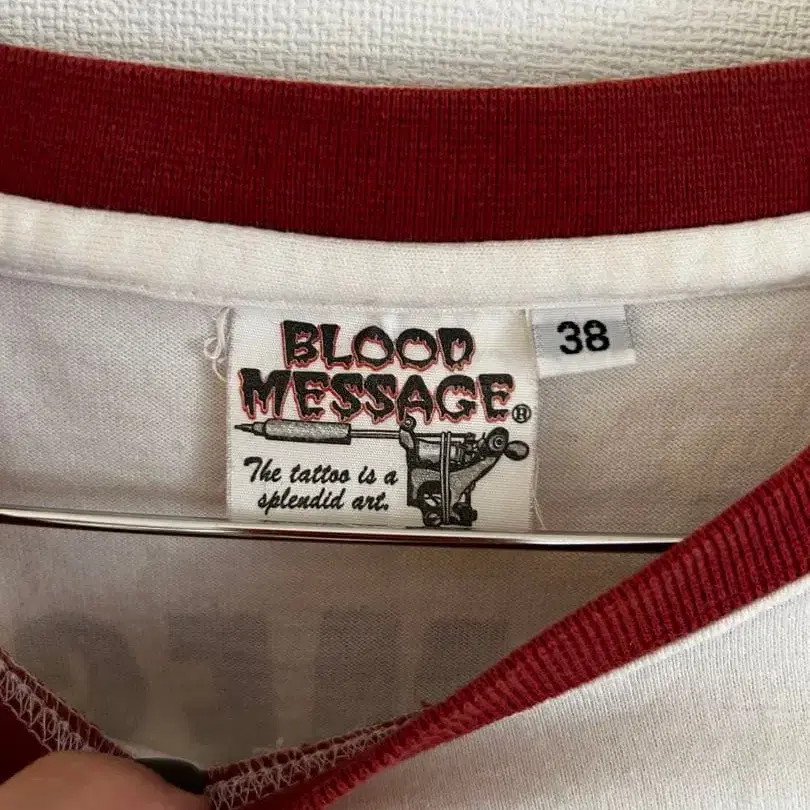 BLOOD
MESSAGE®
38
The tattoo is a
splendid art.